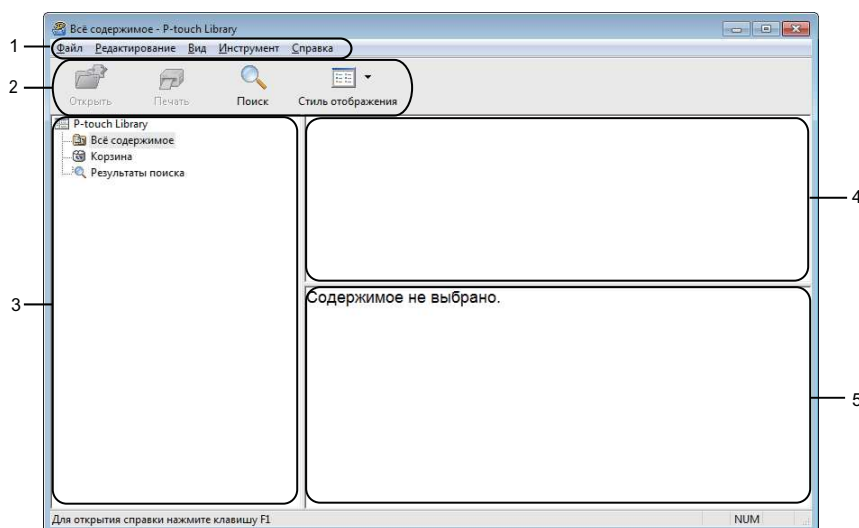 Всё содержимое - P-touch Library
1
Файл Редактирование Вид Инструмент Справка
2
Открыть Печать Поиск Стиль отображения
P-touch Library
Всё содержимое
Корзина
Результаты поиска
4
3
Содержимое не выбрано.
5
Для открытия справки нажмите клавишу F1 NUM